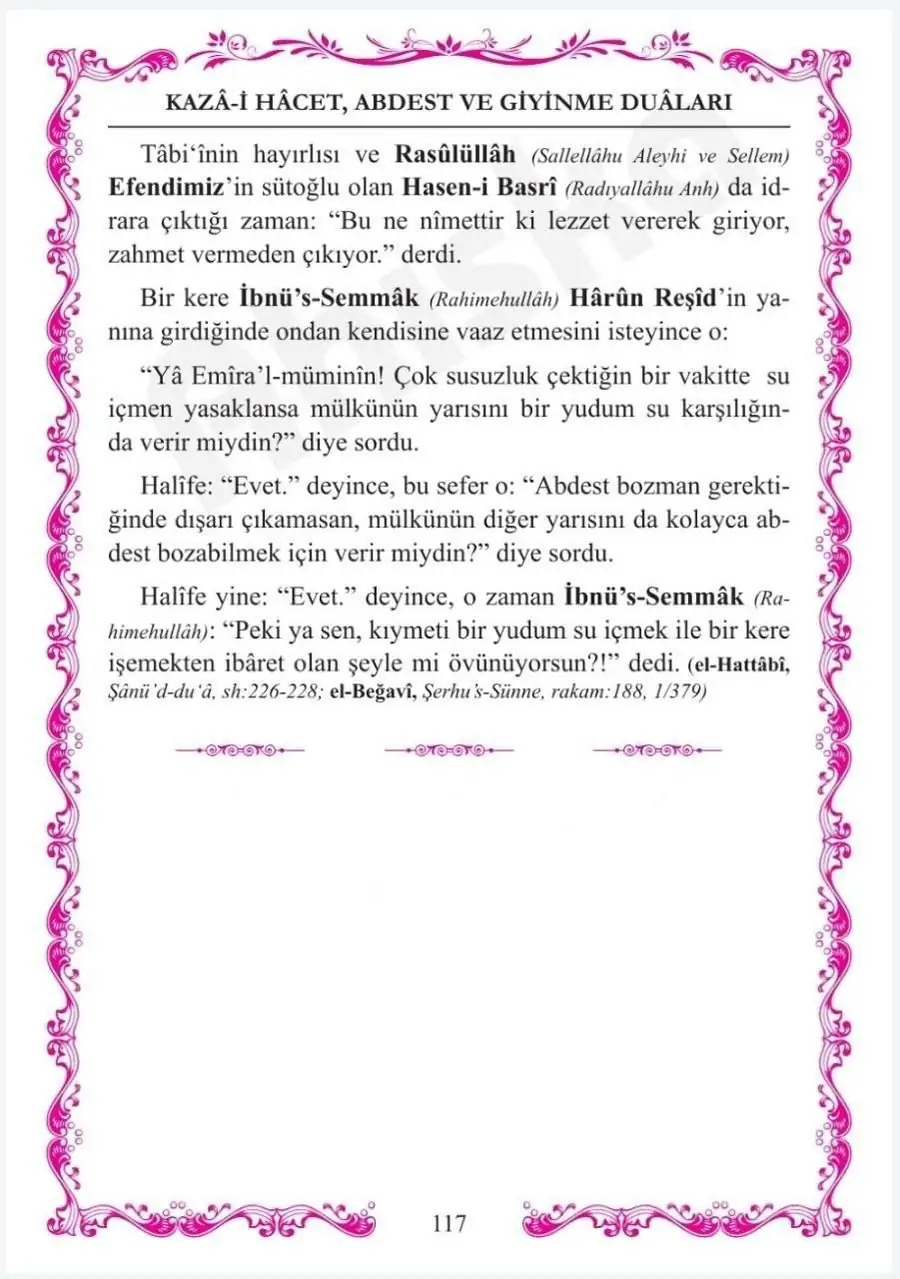 KAZÂ-İ HÂCET, ABDEST VE GİYİNME DUÂLARI
Tâbi‘înin hayırlısı ve Rasûlüllâh (Sallellâhu Aleyhi ve Sellem)
Efendimiz’in sütoğlu olan Hasen-i Basrî (Radıyallâhu Anh) da id-
rara çıktığı zaman: “Bu ne nîmettir ki lezzet vererek giriyor,
zahmet vermeden çıkıyor.” derdi.
Bir kere İbnü’s-Semmâk (Rahimehullâh) Hârûn Reşîd’in ya-
nına girdiğinde ondan kendisine vaaz etmesini isteyince o:
“Yâ Emîra’l-müminîn! Çok susuzluk çektiğin bir vakitte su
içmen yasaklansa mülkünün yarısını bir yudum su karşılığın-
da verir miydin?” diye sordu.
Halîfe: “Evet.” deyince, bu sefer o: “Abdest bozman gerekti-
ğinde dışarı çıkamasan, mülkünün diğer yarısını da kolayca ab-
dest bozabilmek için verir miydin?” diye sordu.
Halîfe yine: “Evet.” deyince, o zaman İbnü’s-Semmâk (Ra-
himehullâh): “Peki ya sen, kıymeti bir yudum su içmek ile bir kere
işemekten ibâret olan şeyle mi övünüyorsun?!” dedi. (el-Hattâbî,
Şânü’d-du‘â, sh:226-228; el-Beğavî, Şerhu’s-Sünne, rakam:188, 1/379)
117